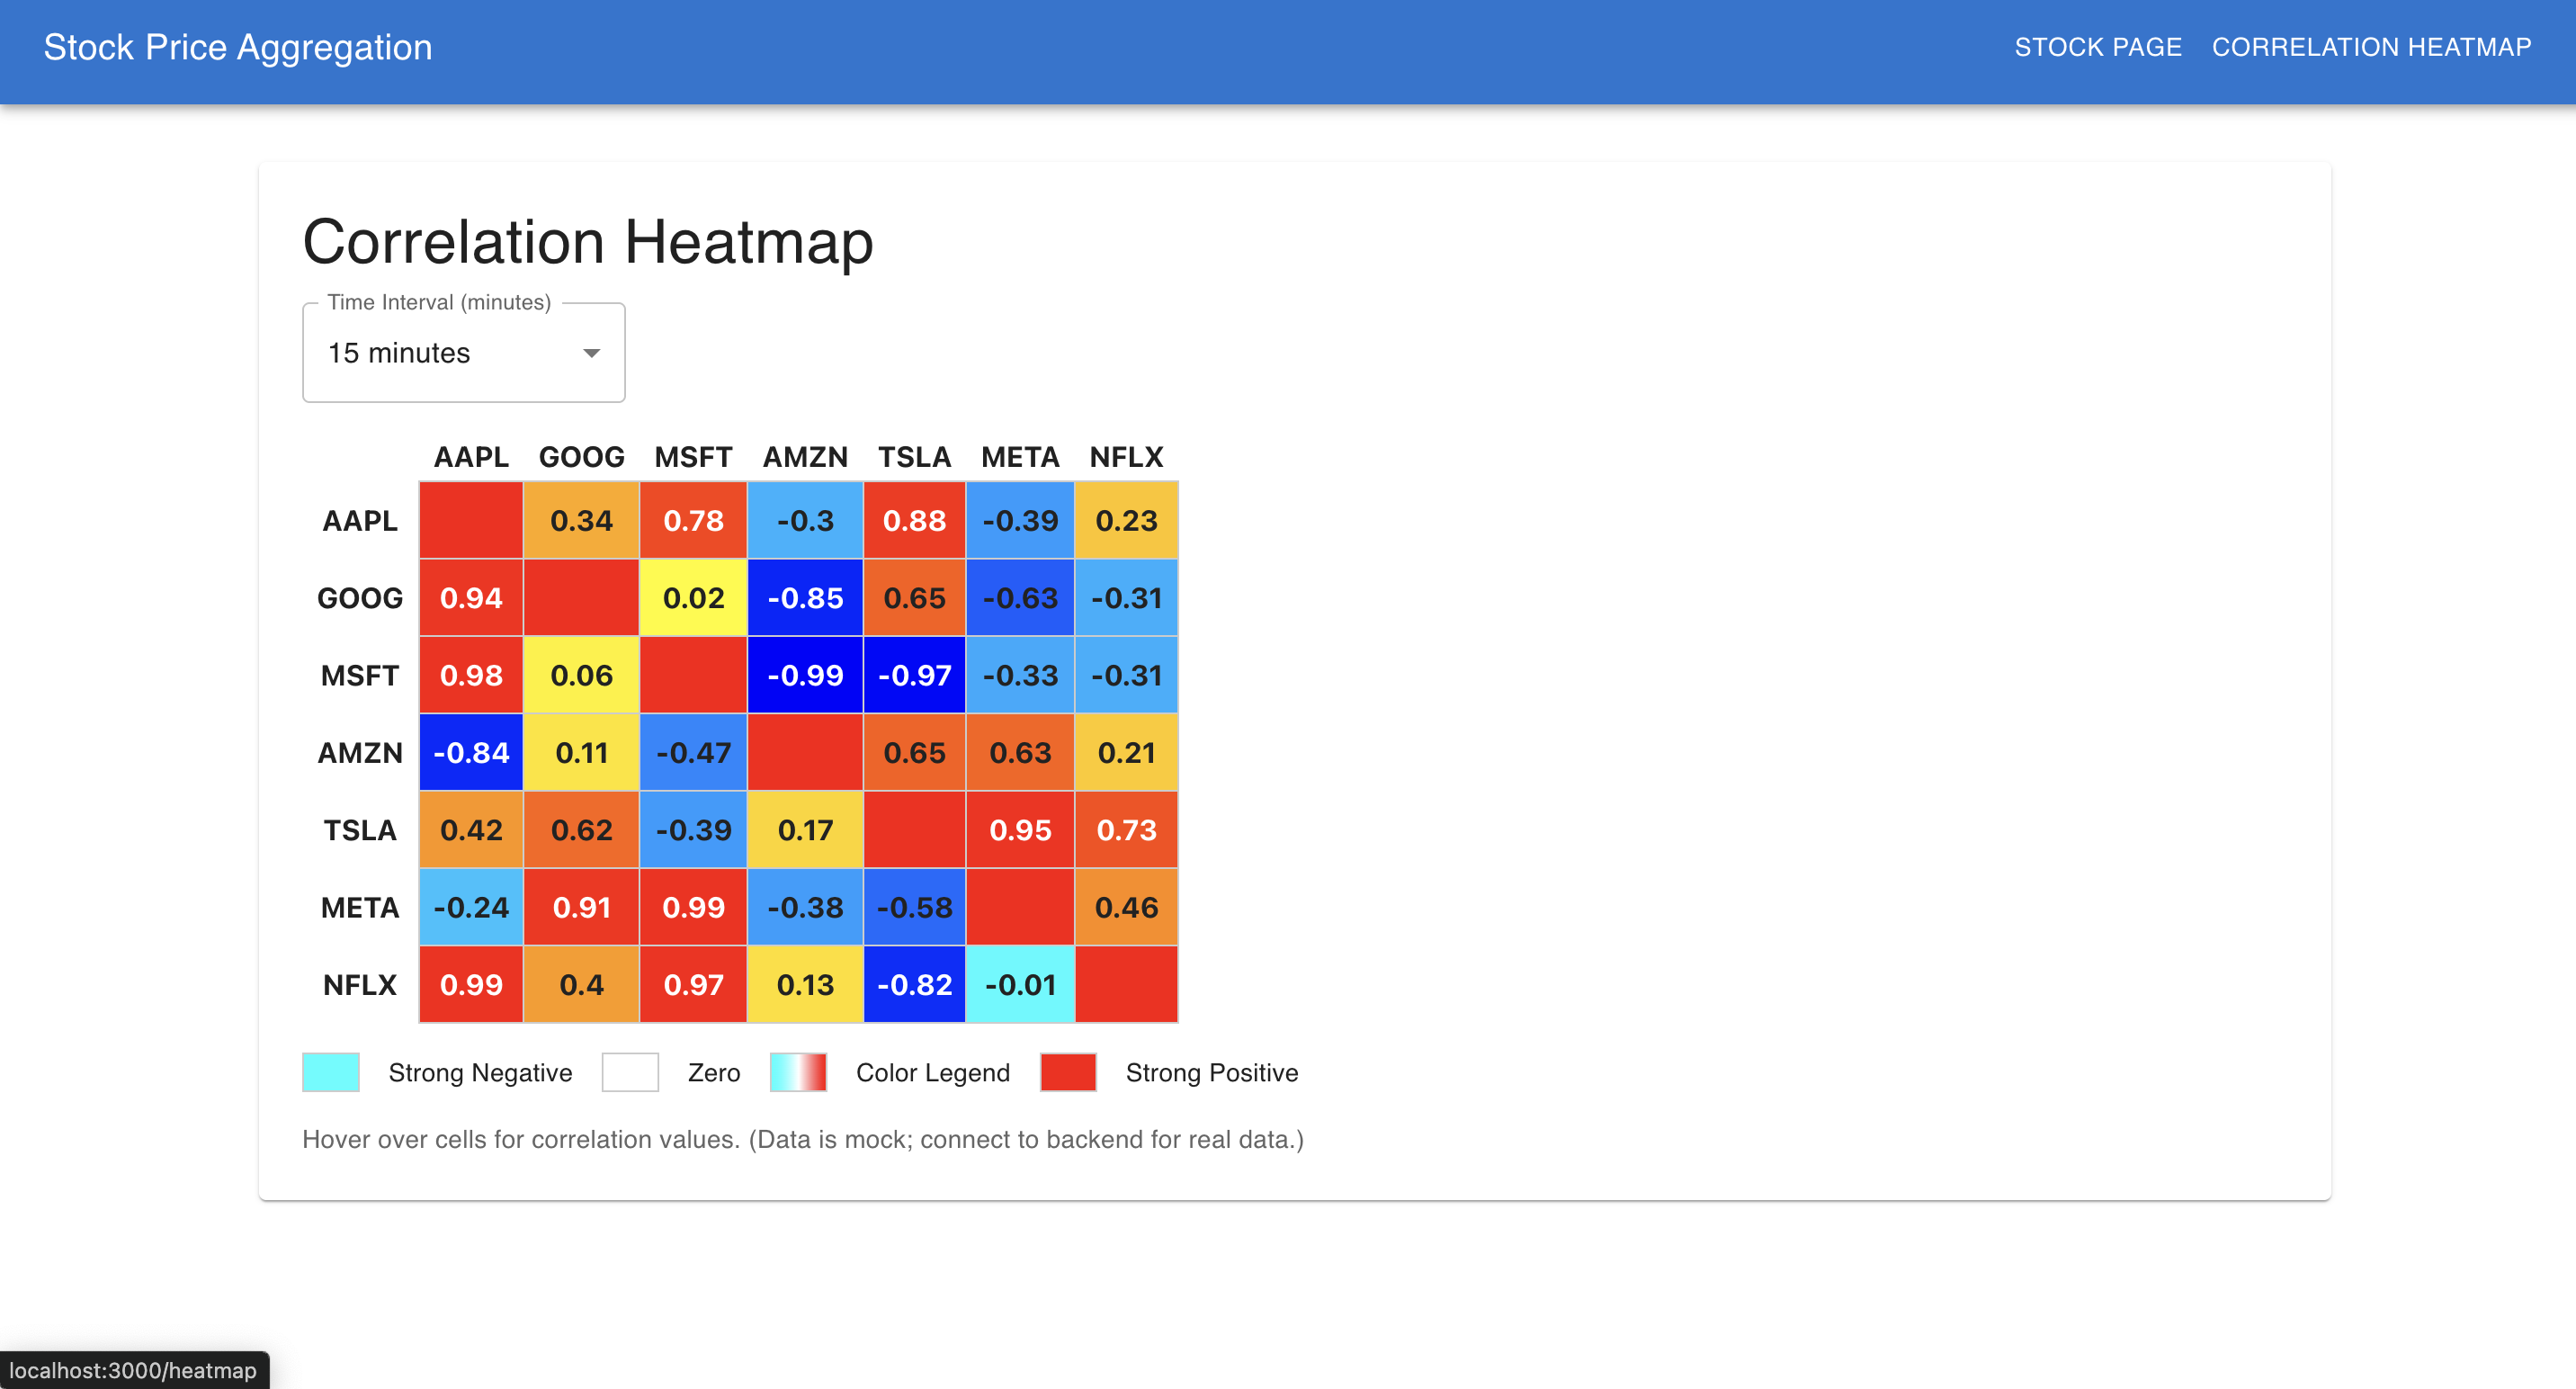 Stock Price Aggregation STOCK PAGE CORRELATION HEATMAP
Correlation Heatmap
Time Interval (minutes)
15 minutes
AAPL GOOG MSFT AMZN TSLA META NFLX
AAPL 0.34 0.78 -0.3 0.88 -0.39 0.23
GOOG 0.94 0.02 -0.85 0.65 -0.63 -0.31
MSFT 0.98 0.06 -0.99 -0.97 -0.33 -0.31
AMZN -0.84 0.11 -0.47 0.65 0.63 0.21
TSLA 0.42 0.62 -0.39 0.17 0.95 0.73
META -0.24 0.91 0.99 -0.38 -0.58 0.46
NFLX 0.99 0.4 0.97 0.13 -0.82 -0.01
Strong Negative Zero Color Legend Strong Positive
Hover over cells for correlation values. (Data is mock; connect to backend for real data.)
localhost:3000/heatmap